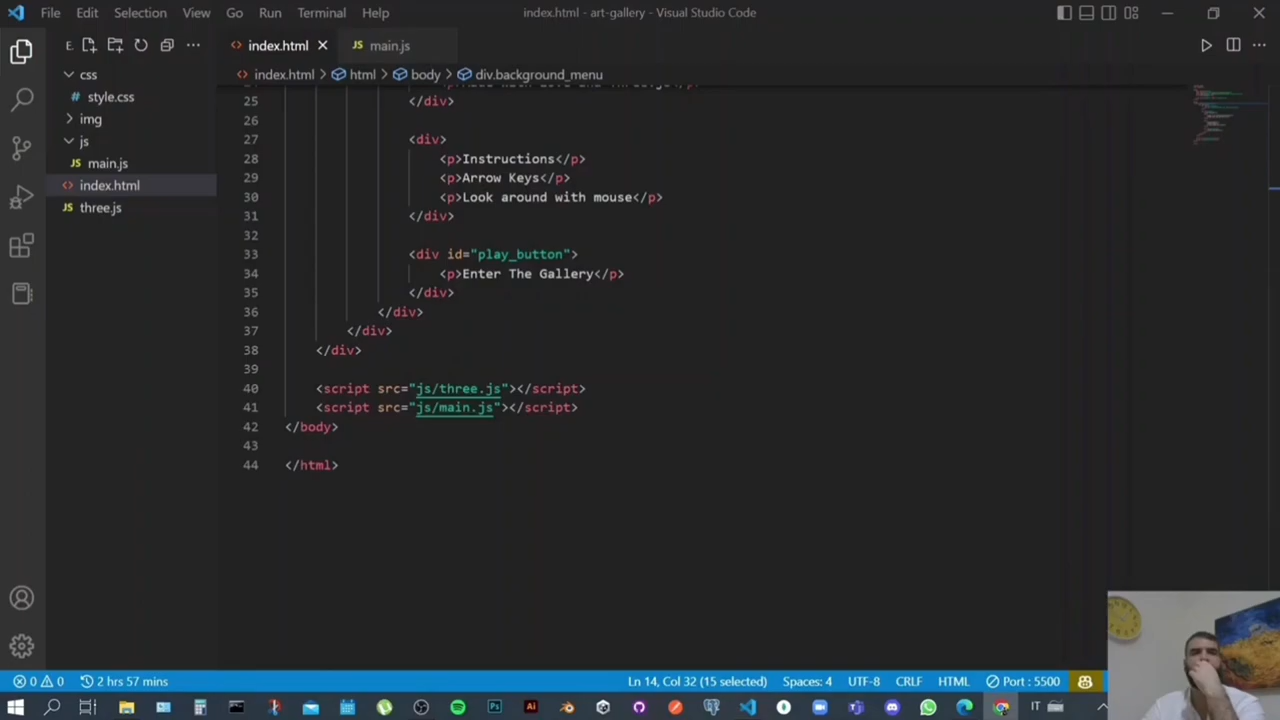 File Edit Selection View Go Run Terminal Help
index.html - art-gallery - Visual Studio Code
E.
index.html
main.js
index.html > html > body > div.background_menu
css
style.css
img
js
JS main.js
index.html
JS three.js
25 </div>
26
27 <div>
28 <p>Instructions</p>
29 <p>Arrow Keys</p>
30 <p>Look around with mouse</p>
31 </div>
32
33 <div id="play_button">
34 <p>Enter The Gallery</p>
35 </div>
36 </div>
37 </div>
38 </div>
39
40 <script src="js/three.js"></script>
41 <script src="js/main.js"></script>
42 </body>
43
44 </html>
0 0 2 hrs 57 mins
Ln 14, Col 32 (15 selected) Spaces: 4 UTF-8 CRLF HTML Port : 5500
IT